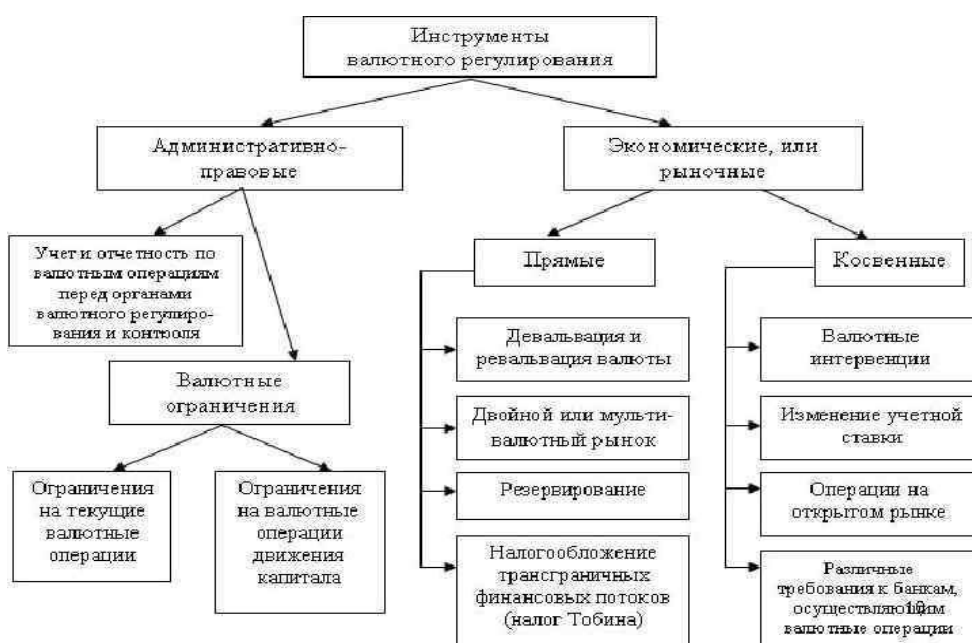 Инструменты
валютного регулирования
Административно-
правовые
Экономические, или
рыночные
Учет и отчетность по
валютным операциям
перед органами
валютного регулиро-
вания и контроля
Прямые
Косвенные
Девальвация и
ревальвация валюты
Валютные
интервенции
Валютные
ограничения
Двойной или мульти-
валютный рынок
Изменение учетной
ставки
Ограничения
на текущие
валютные
операции
Ограничения
на валютные
операции
движения
капитала
Резервирование
Операции на
открытом рынке
Налогообложение
трансграничных
финансовых потоков
(налог Тобина)
Различные
требования к банкам,
осуществляющим
валютные операции